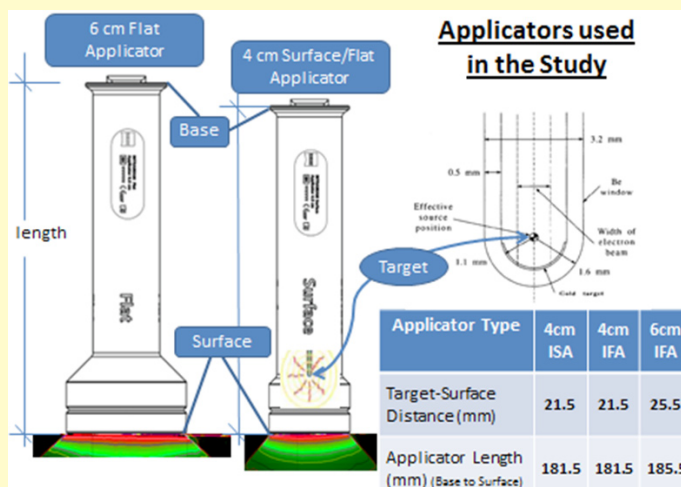 6 cm Flat
Applicator
4 cm Surface/Flat
Applicator
Applicators used
in the Study
Base
length
Flat
Surface
Target
Surface
3.2 mm
0.5 mm
Be
window
Effective
source
position
Width of
electron
beam
1.1 mm
1.6 mm
Gold target
Applicator Type 4cm ISA 4cm IFA 6cm IFA
Target-Surface
Distance (mm) 21.5 21.5 25.5
Applicator Length
(mm) (Base to Surface) 181.5 181.5 185.5